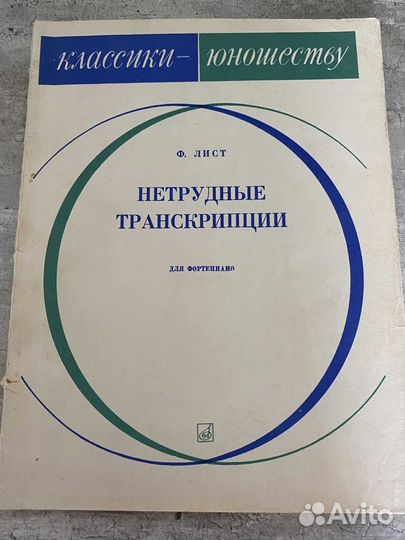 классики — юношеству
Ф. ЛИСТ
НЕТРУДНЫЕ
ТРАНСКРИПЦИИ
ДЛЯ ФОРТЕПИАНО
Avito